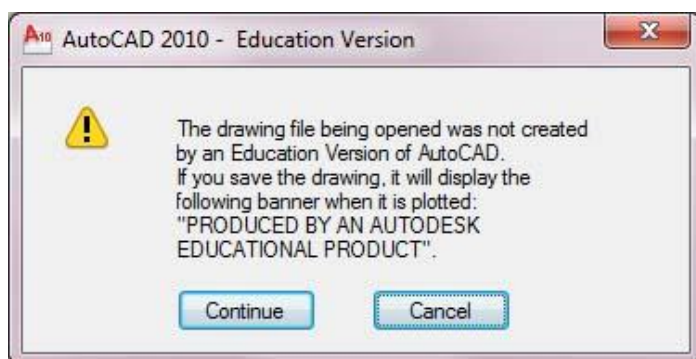 A10 AutoCAD 2010 - Education Version
The drawing file being opened was not created
by an Education Version of AutoCAD.
If you save the drawing, it will display the
following banner when it is plotted:
"PRODUCED BY AN AUTODESK
EDUCATIONAL PRODUCT".
Continue Cancel